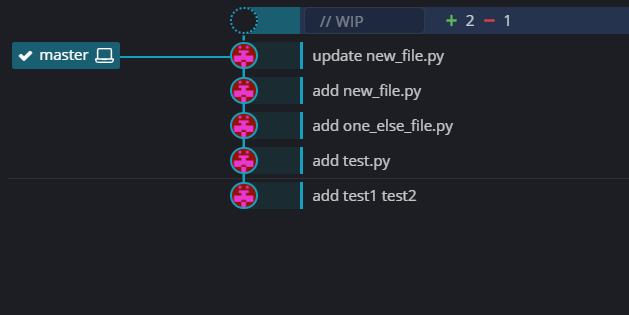 // WIP + 2 − 1
master update new_file.py
add new_file.py
add one_else_file.py
add test.py
add test1 test2